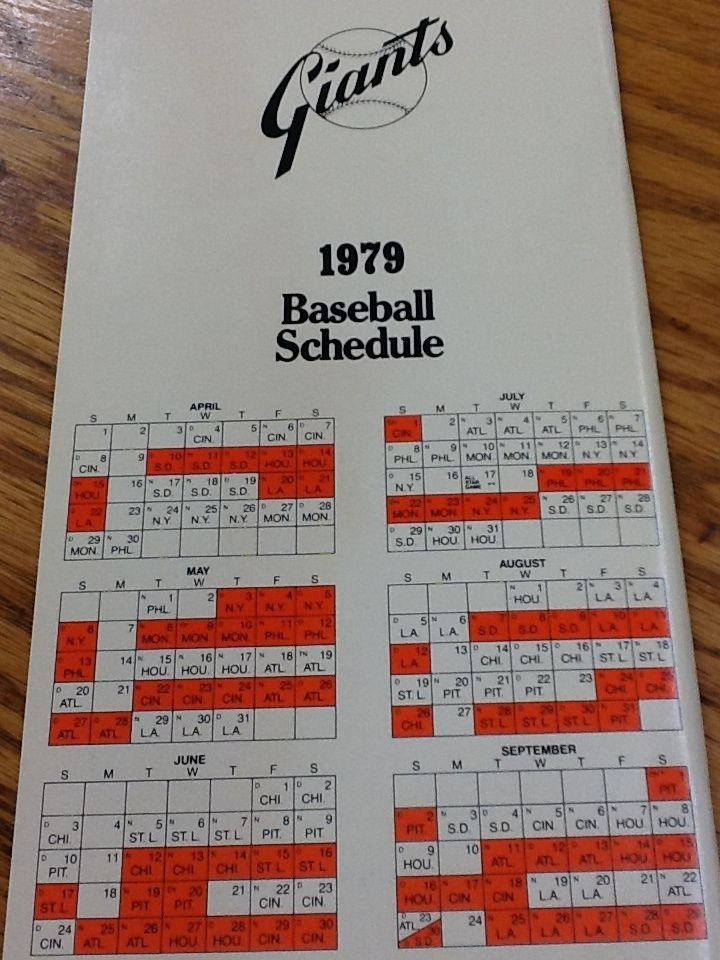 Giants
1979
Baseball
Schedule
APRIL
S M T W T F S
1 2 3 D 4 5 N 6 D 7
CIN. CIN. CIN.
D 8 9 D 10 D 11 D 12 N 13 D 14
CIN. S.D. S.D. S.D. HOU. HOU.
15 16 N 17 N 18 D 19 N 20 D 21
HOU. S.D. S.D. S.D. L.A. L.A.
D 22 23 N 24 N 25 N 26 D 27 D 28
L.A. N.Y. N.Y. N.Y. MON. MON.
D 29 N 30
MON. PHL.
MAY
S M T W T F S
N 1 2 3 4 5
PHL. N.Y. N.Y. N.Y.
6 7 8 9 10 11 12
N.Y. MON. MON. MON. PHL. PHL.
D 13 14 N 15 N 16 N 17 N 18 TN 19
PHL. HOU. HOU. HOU. ATL. ATL.
D 20 21 22 23 24 25 26
ATL. CIN. CIN. CIN. ATL. ATL.
D 27 D 28 N 29 N 30 D 31
ATL. ATL. L.A. L.A. L.A.
JUNE
S M T W T F S
D 1 D 2
CHI. CHI.
D 3 4 N 5 N 6 N 7 N 8 N 9
CHI. ST.L. ST.L. ST.L. PIT. PIT.
D 10 11 N 12 N 13 D 14 N 15 D 16
PIT. CHI. CHI. CHI. ST.L. ST.L.
D 17 18 N 19 20 21 N 22 D 23
ST.L. PIT. PIT. CIN. CIN.
D 24 N 25 N 26 N 27 D 28 N 29 D 30
CIN. ATL. ATL. HOU. HOU. CIN. CIN.
JULY
S M T W T F S
1 2 N 3 N 4 N 5 N 6 N 7
CIN. ATL. ATL. ATL. PHL. PHL.
D 8 N 9 N 10 N 11 N 12 N 13 D 14
PHL. PHL. MON. MON. MON. N.Y. N.Y.
D 15 16 ALL STAR GAME 17 18 19 20 21
N.Y. PHL. PHL. PHL.
22 23 24 25 N 26 N 27 N 28
MON. MON. N.Y. N.Y. S.D. S.D. S.D.
D 29 N 30 N 31
S.D. HOU. HOU.
AUGUST
S M T W T F S
N 1 2 N 3 N 4
HOU. L.A. L.A.
D 5 N 6 7 8 9 10 11
L.A. L.A. S.D. S.D. S.D. L.A. L.A.
D 12 13 D 14 D 15 D 16 N 17 N 18
L.A. CHI. CHI. CHI. ST.L. ST.L.
D 19 N 20 N 21 D 22 23 24 25
ST.L. PIT. PIT. PIT. CHI. CHI.
26 27 N 28 N 29 D 30 N 31
CHI. ST.L. ST.L. ST.L. PIT.
SEPTEMBER
S M T W T F S
1
PIT.
D 2 N 3 D 4 N 5 N 6 N 7 N 8
PIT. S.D. S.D. CIN. CIN. HOU. HOU.
D 9 10 N 11 D 12 D 13 N 14 D 15
HOU. ATL. ATL. ATL. HOU. HOU.
D 16 N 17 D 18 N 19 N 20 21 N 22
HOU. CIN. CIN. L.A. L.A. ATL.
D 23 30 24 N 25 N 26 N 27 28 29
ATL. S.D. L.A. L.A. L.A. S.D. S.D.